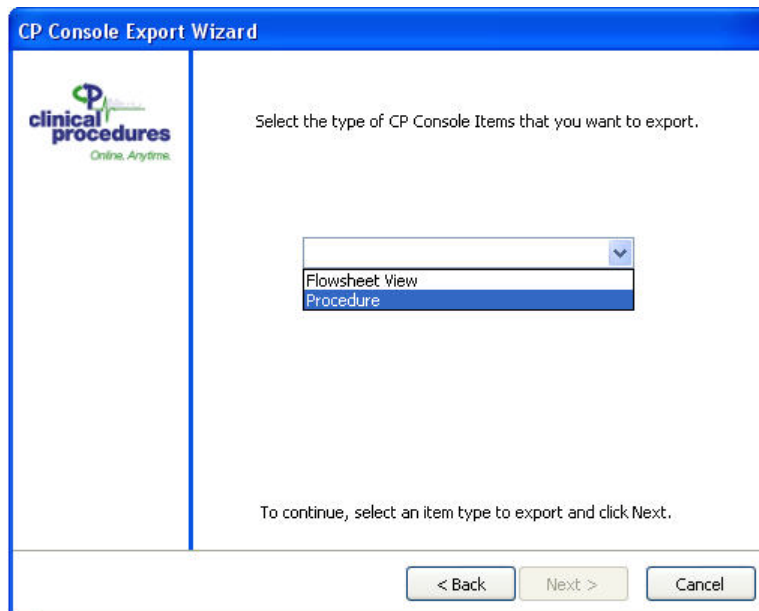 CP Console Export Wizard
CP
clinical
procedures
Online. Anytime.
Select the type of CP Console Items that you want to export.
Flowsheet View
Procedure
To continue, select an item type to export and click Next.
< Back
Next >
Cancel